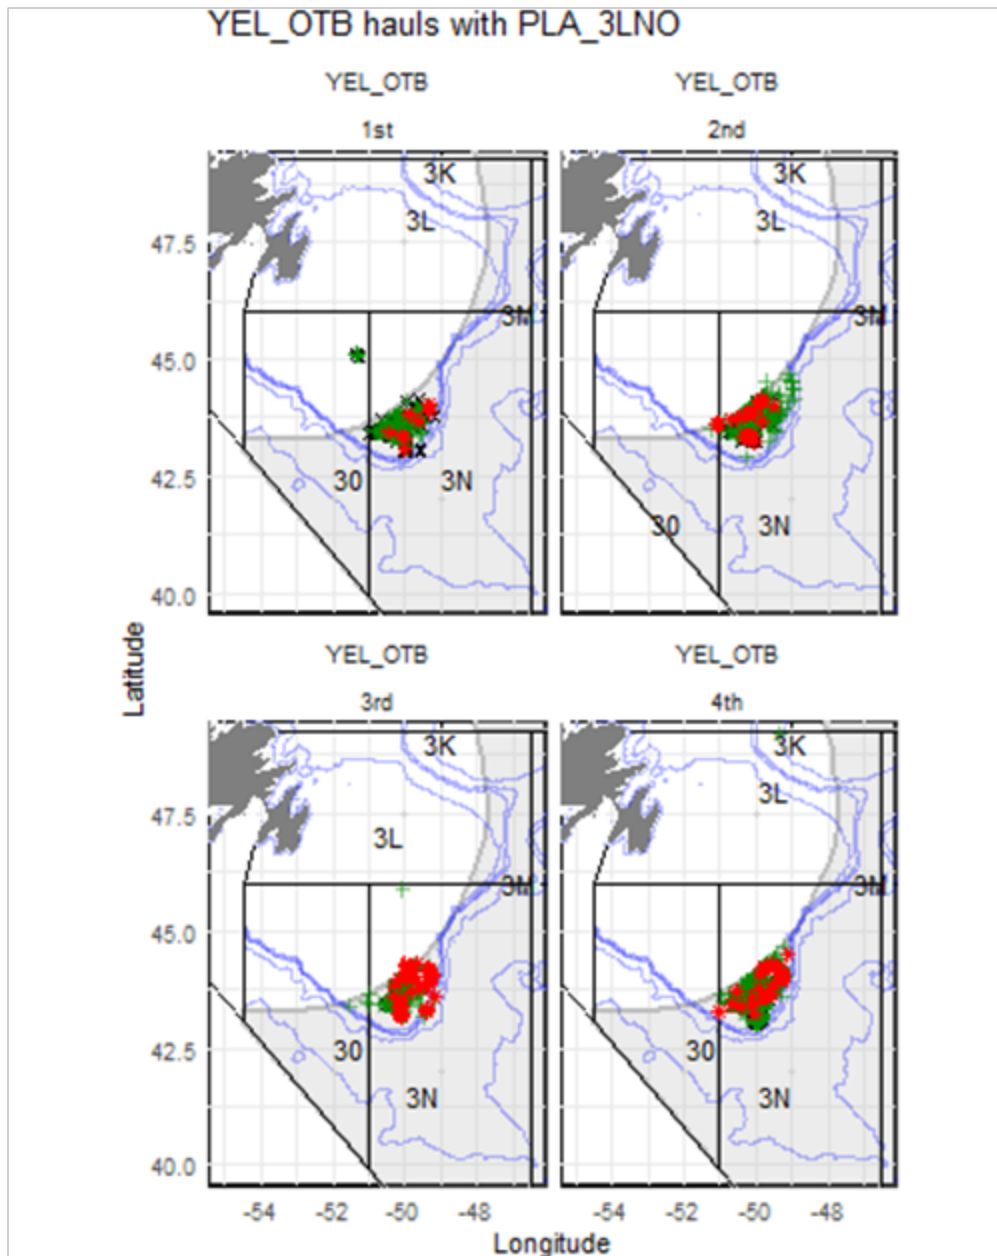 YEL_OTB hauls with PLA_3LNO
YEL_OTB YEL_OTB
1st 2nd
3K 3K
3L 3L
47.5
3M 3M
45.0
42.5 30 3N
30 3N
40.0
Latitude
YEL_OTB YEL_OTB
3rd 4th
3K 3K
3L
47.5
3L
3M 3M
45.0
42.5 30 30
3N 3N
40.0
-54 -52 -50 -48 -54 -52 -50 -48
Longitude